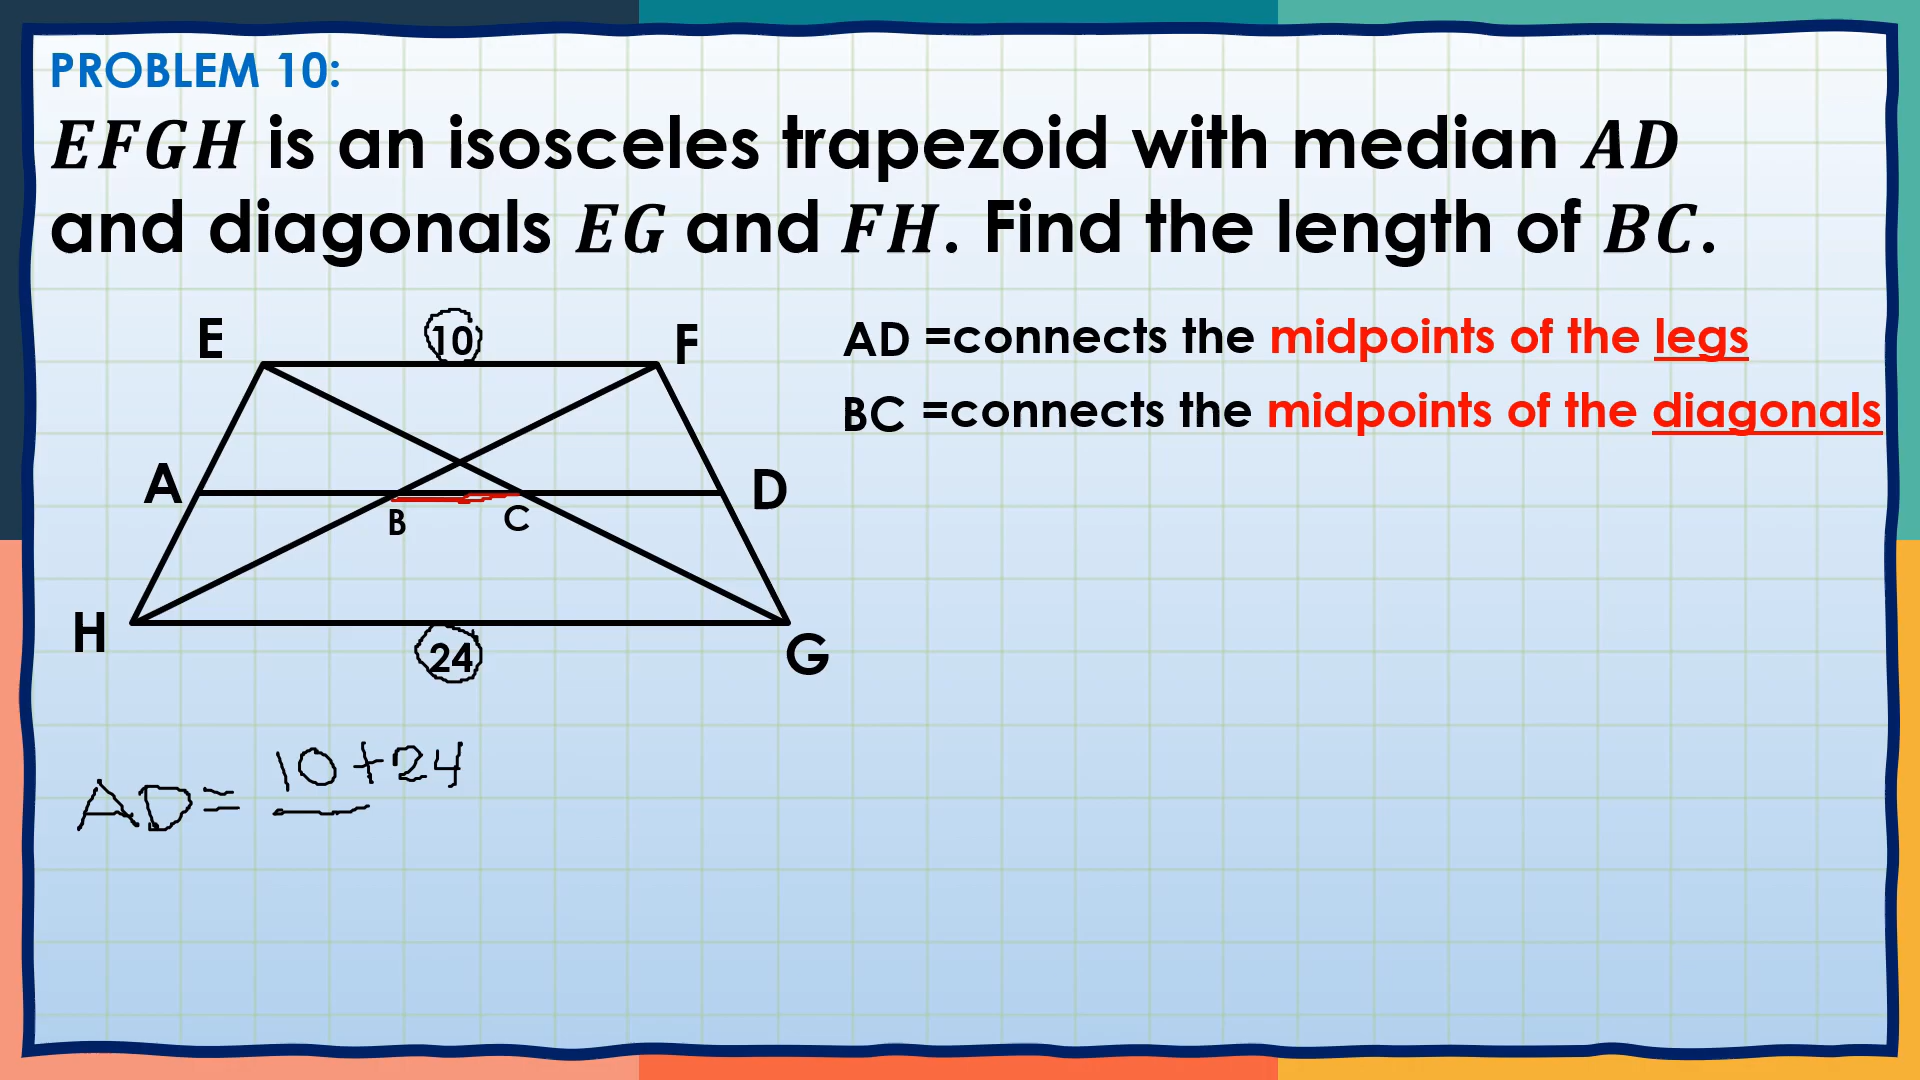 PROBLEM 10:
EFGH is an isosceles trapezoid with median AD
and diagonals EG and FH. Find the length of BC.
E
10
F
AD =connects the midpoints of the legs
BC =connects the midpoints of the diagonals
A
D
B
C
H
24
G
10+24
AD=